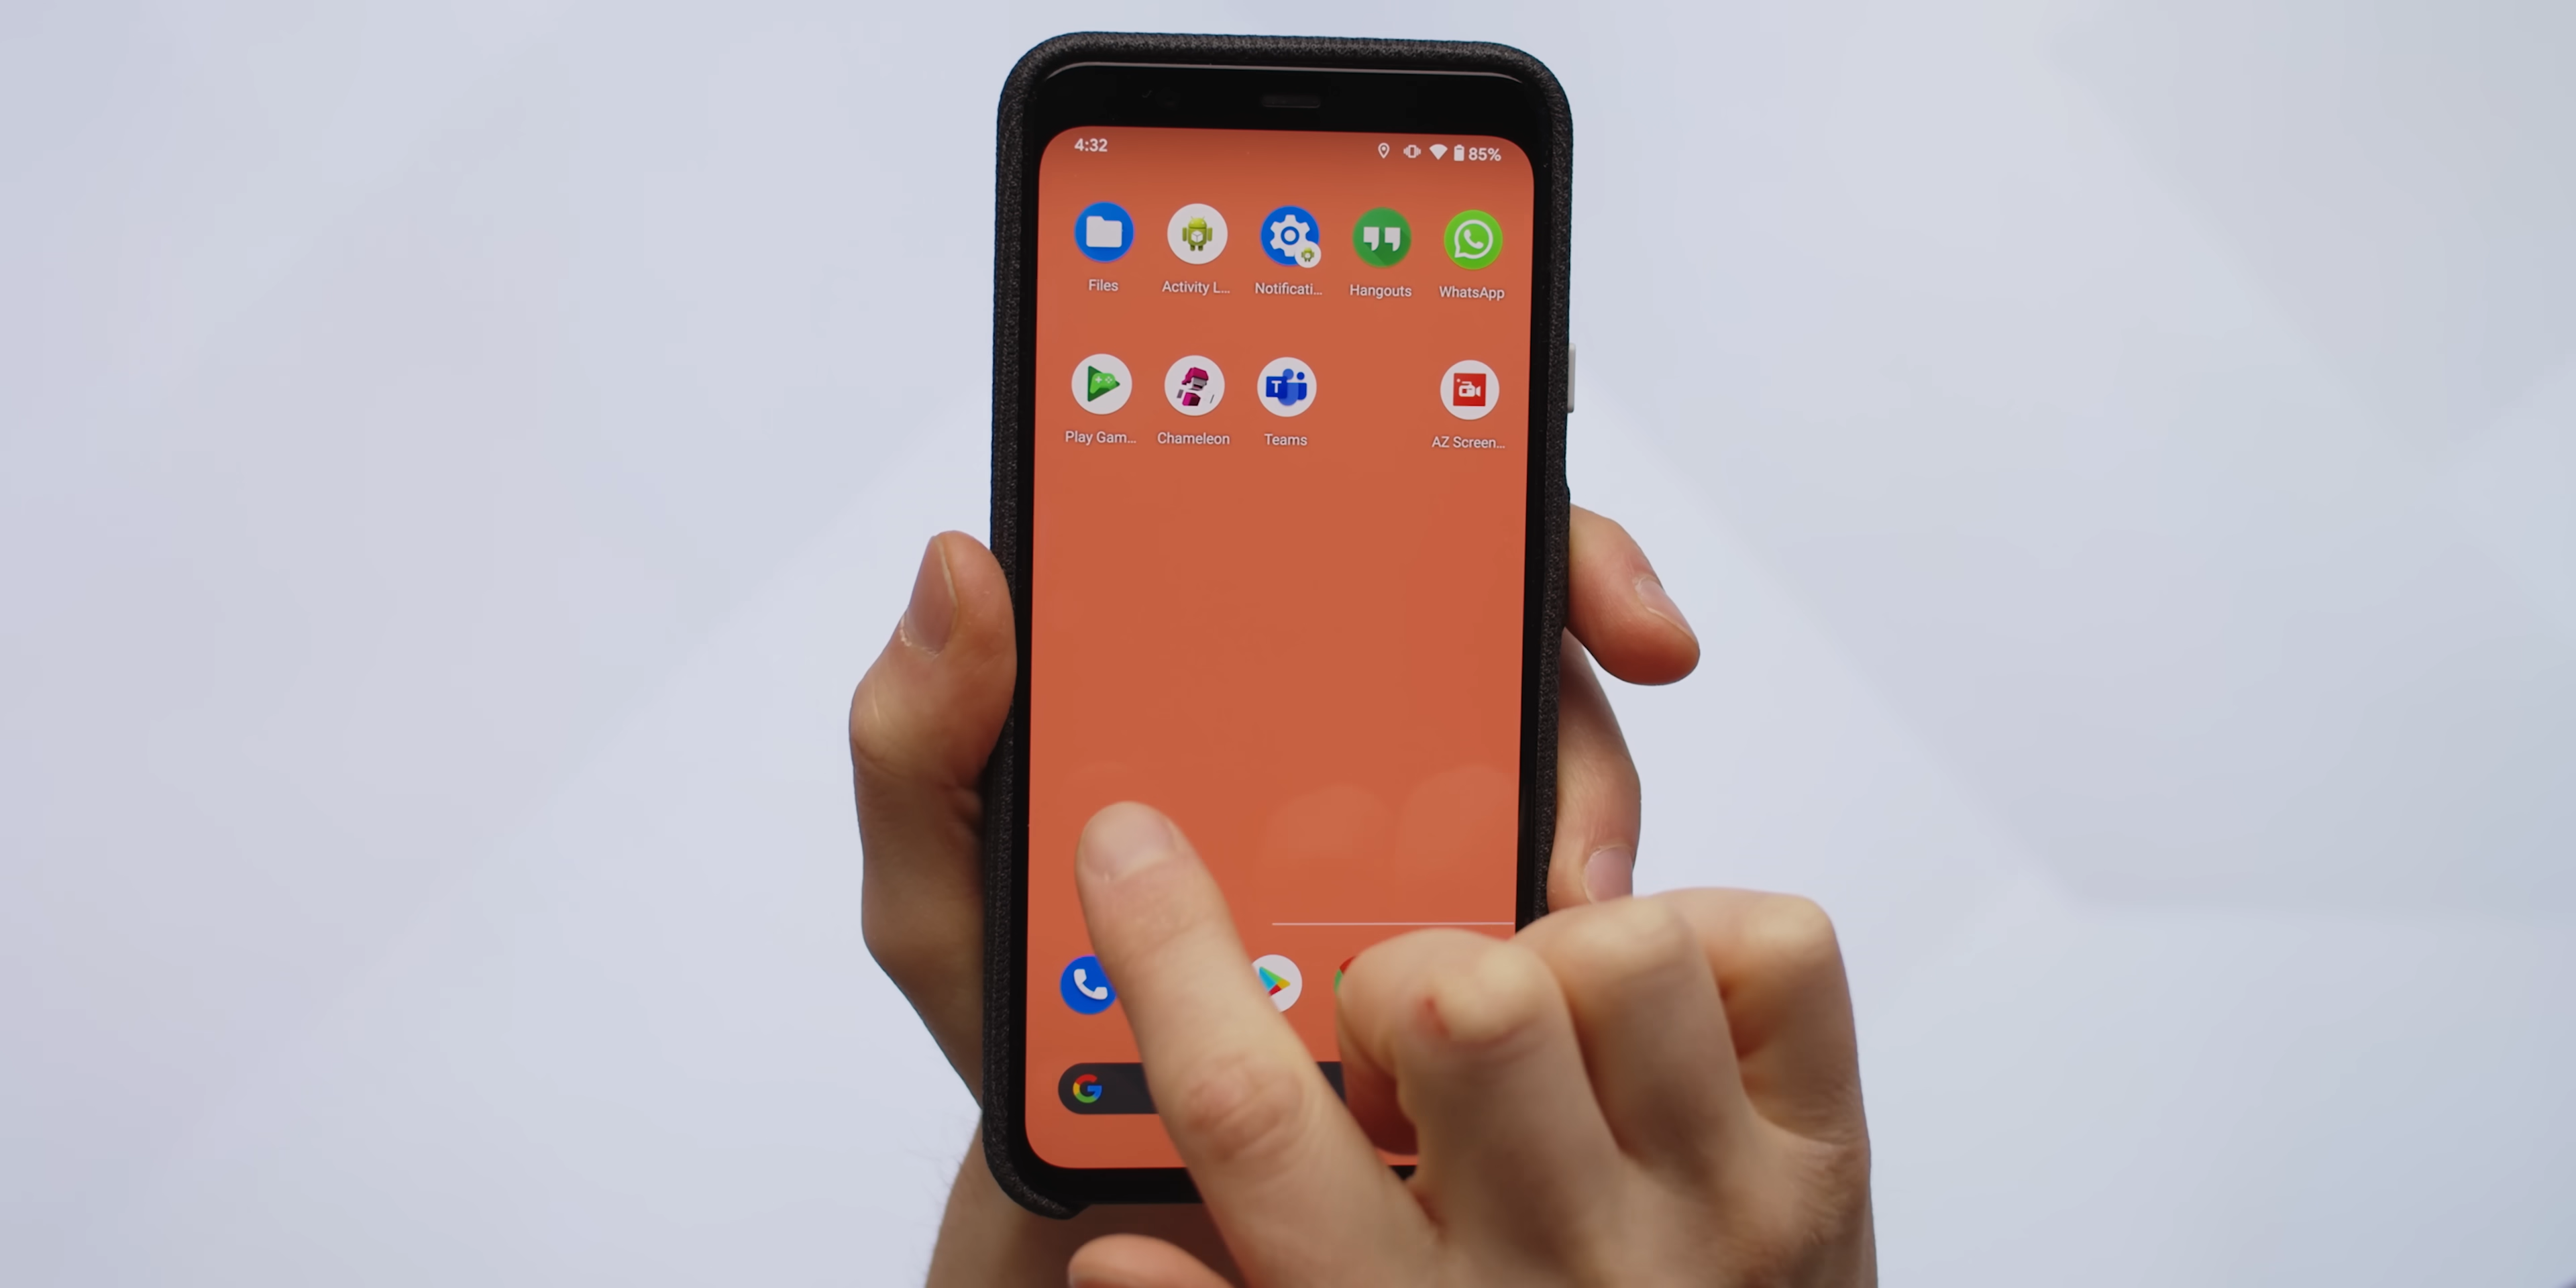 4:32 85%
Files Activity L... Notificati... Hangouts WhatsApp
Play Gam... Chameleon Teams AZ Screen...